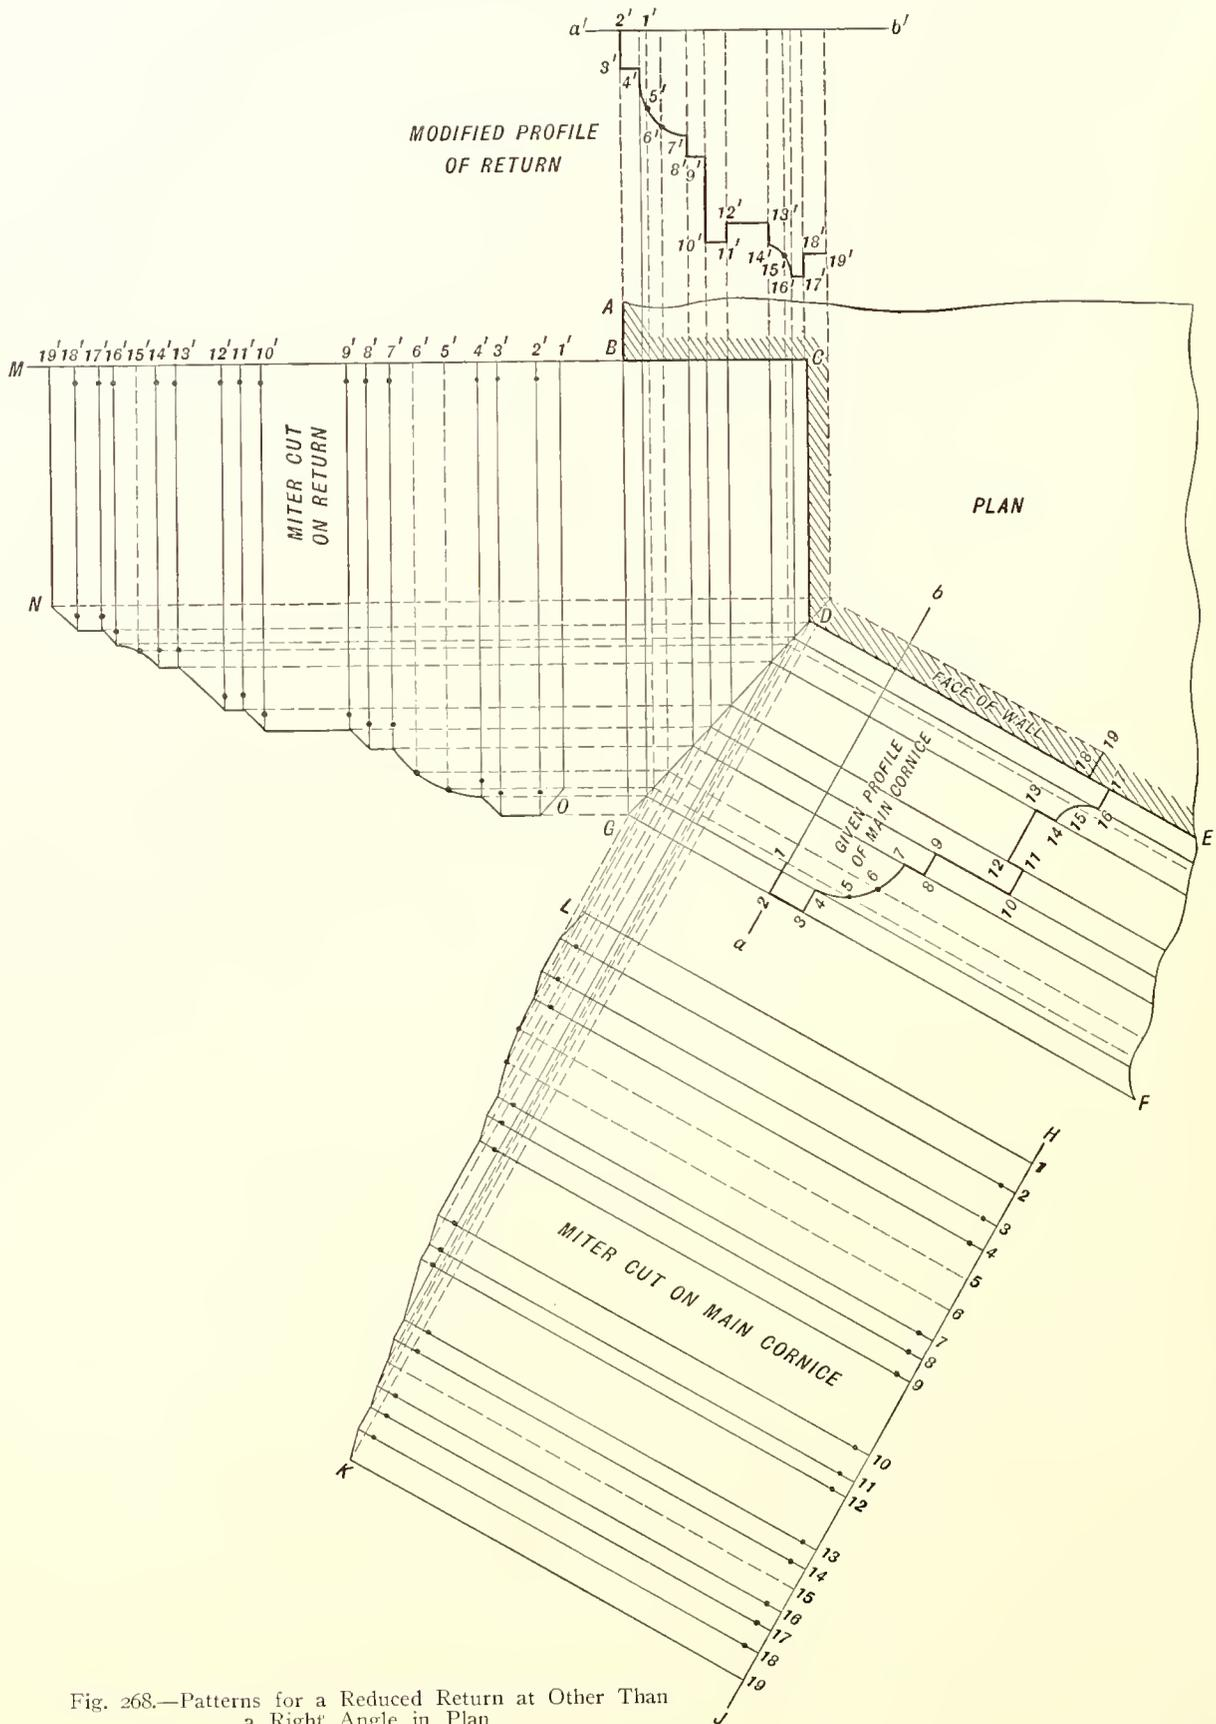 a' 2' 1' b'
3'
4'
5'
6'
7'
8' 9'
10'
11'
12' 13'
14'
15'
16' 17'
18'
19'
MODIFIED PROFILE
OF RETURN
A
B
C
M 19' 18' 17' 16' 15' 14' 13' 12' 11' 10' 9' 8' 7' 6' 5' 4' 3' 2' 1'
MITER CUT
ON RETURN
PLAN
N
O
D
b
FACE OF WALL
GIVEN PROFILE
OF MAIN CORNICE
G
E
F
L
a
1
2
3
4
5
6
7
8
9
10
11
12
13
14
15
16
18
19
H
1
2
3
4
5
6
7
8
9
10
11
12
13
14
15
16
17
18
19
J
K
MITER CUT ON MAIN CORNICE
Fig. 268.—Patterns for a Reduced Return at Other Than
a Right Angle in Plan